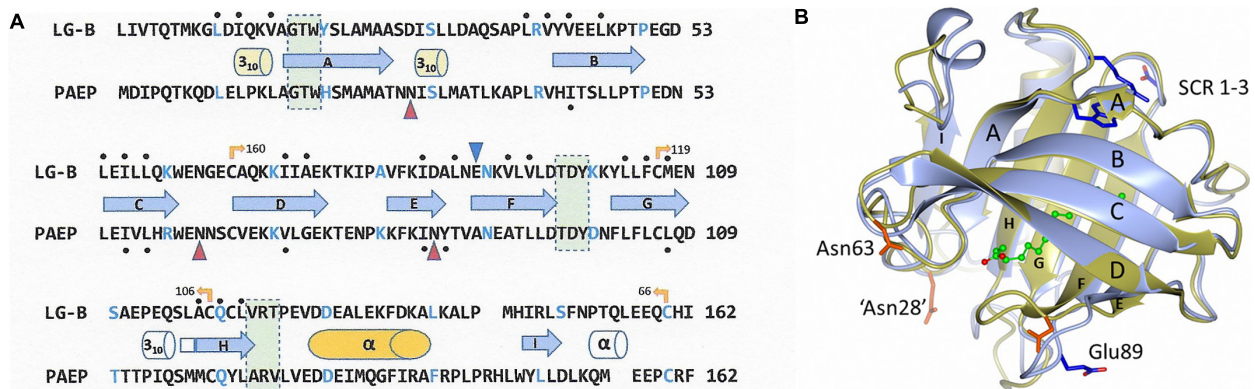 A
LG-B LIVTQTMKGLDIQKVAGTWYSLAMAASDISLLDAQSAPLRVYVEELKPTPEGD 53
3₁₀ A 3₁₀ B
PAEP MDIPQTKQDLELPKLAGTWHSMAMATNNISLMATLKAPLRVHITSLLPTPEDN 53
160 119
LG-B LEILLQKWENGECAQKKIIAEKTKIPAVFKIDALNENKVLVLDTDYKKYLLFCMEN 109
C D E F G
PAEP LEIVLHRWENNSCVEKKVLGEKTENPKKFKINYTVANEATLLDTDYDNFLFLCLQD 109
106 66
LG-B SAEPEQSLACQCLVRTPEVDDEALEKFDKALKALP MHIRLSFNPTQLEEQCHI 162
3₁₀ H α I α
PAEP TTTPIQSMMCQYLARVLVEDDEIMQGFIRAFRPLPRHLWYLLDLKQM EEPCRF 162
B
SCR 1-3
I A A
B
C
H
Asn63
G
D
F E
'Asn28'
Glu89